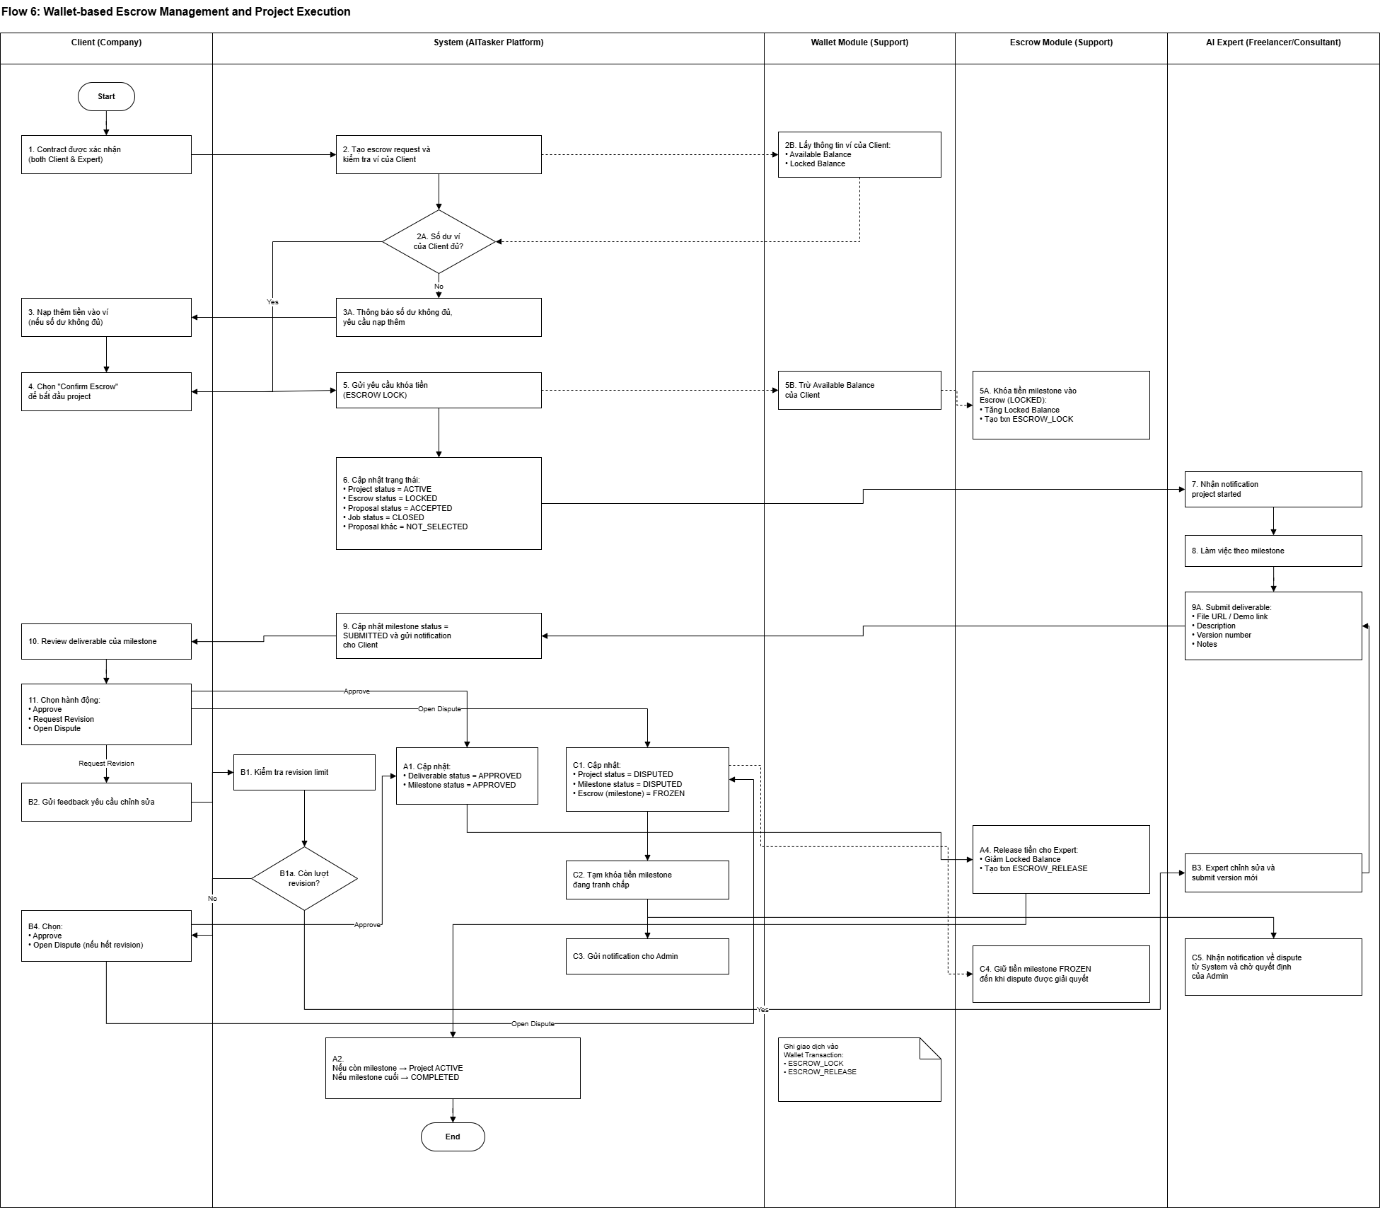 Flow 6: Wallet-based Escrow Management and Project Execution
Client (Company)
System (AITasker Platform)
Wallet Module (Support)
Escrow Module (Support)
AI Expert (Freelancer/Consultant)
Start
1. Contract được xác nhận
(both Client & Expert)
2. Tạo escrow request và
kiểm tra ví của Client
2B. Lấy thông tin ví của Client:
• Available Balance
• Locked Balance
2A. Số dư ví
của Client đủ?
No
Yes
3. Nạp thêm tiền vào ví
(nếu số dư không đủ)
3A. Thông báo số dư không đủ,
yêu cầu nạp thêm
4. Chọn "Confirm Escrow"
để bắt đầu project
5. Gửi yêu cầu khóa tiền
(ESCROW LOCK)
5B. Trừ Available Balance
của Client
5A. Khóa tiền milestone vào
Escrow (LOCKED):
• Tăng Locked Balance
• Tạo txn ESCROW_LOCK
6. Cập nhật trạng thái:
• Project status = ACTIVE
• Escrow status = LOCKED
• Proposal status = ACCEPTED
• Job status = CLOSED
• Proposal khác = NOT_SELECTED
7. Nhận notification
project started
8. Làm việc theo milestone
9A. Submit deliverable:
• File URL / Demo link
• Description
• Version number
• Notes
9. Cập nhật milestone status =
SUBMITTED và gửi notification
cho Client
10. Review deliverable của milestone
11. Chọn hành động:
• Approve
• Request Revision
• Open Dispute
Approve
Open Dispute
Request Revision
B1. Kiểm tra revision limit
A1. Cập nhật:
• Deliverable status = APPROVED
• Milestone status = APPROVED
C1. Cập nhật:
• Project status = DISPUTED
• Milestone status = DISPUTED
• Escrow (milestone) = FROZEN
B2. Gửi feedback yêu cầu chỉnh sửa
B1a. Còn lượt
revision?
No
C2. Tạm khóa tiền milestone
đang tranh chấp
A4. Release tiền cho Expert:
• Giảm Locked Balance
• Tạo txn ESCROW_RELEASE
B3. Expert chỉnh sửa và
submit version mới
B4. Chọn:
• Approve
• Open Dispute (nếu hết revision)
Approve
C3. Gửi notification cho Admin
C4. Giữ tiền milestone FROZEN
đến khi dispute được giải quyết
C5. Nhận notification về dispute
từ System và chờ quyết định
của Admin
Yes
Open Dispute
A2.
Nếu còn milestone → Project ACTIVE
Nếu milestone cuối → COMPLETED
Ghi giao dịch vào
Wallet Transaction:
• ESCROW_LOCK
• ESCROW_RELEASE
End